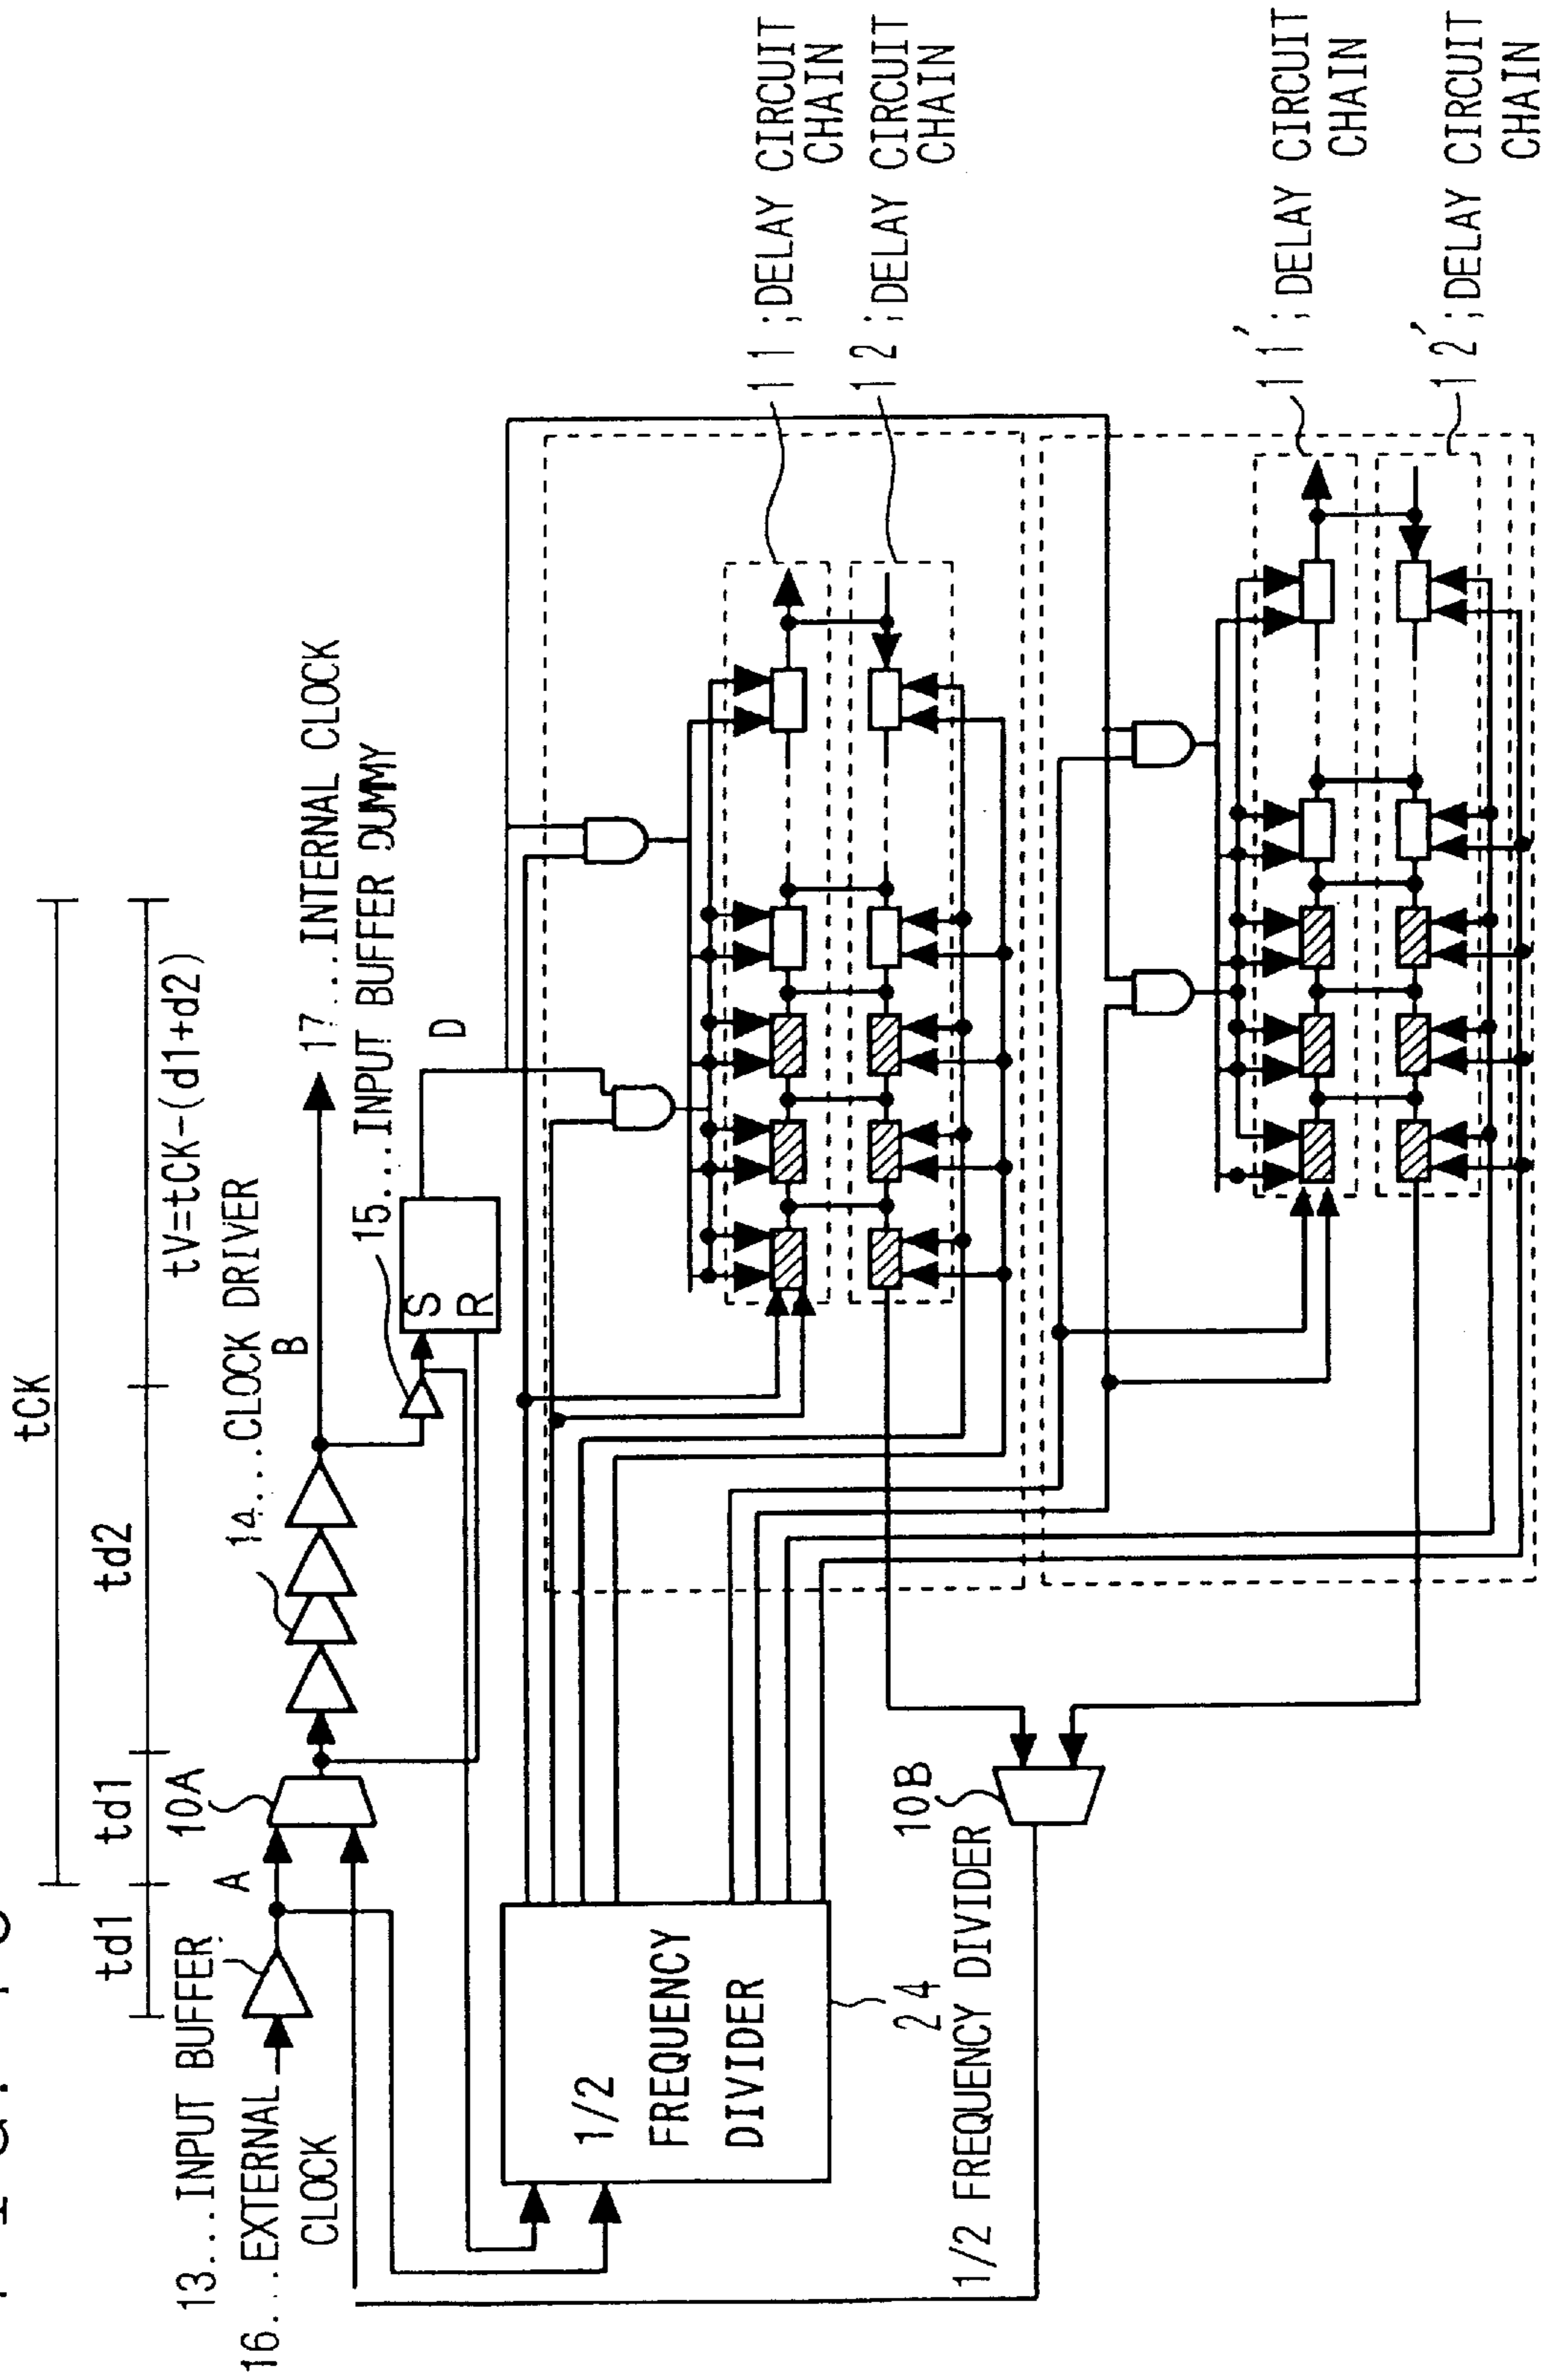 tCK
td1
td1
td2
tV=tCK-(d1+d2)
13...INPUT BUFFER
A
10A
14...CLOCK DRIVER
B
17...INTERNAL CLOCK
16...EXTERNAL
CLOCK
15...INPUT BUFFER DUMMY
S
R
D
1/2
FREQUENCY
DIVIDER
24
1/2 FREQUENCY DIVIDER
10B
11;DELAY CIRCUIT
CHAIN
12;DELAY CIRCUIT
CHAIN
11';DELAY CIRCUIT
CHAIN
12';DELAY CIRCUIT
CHAIN